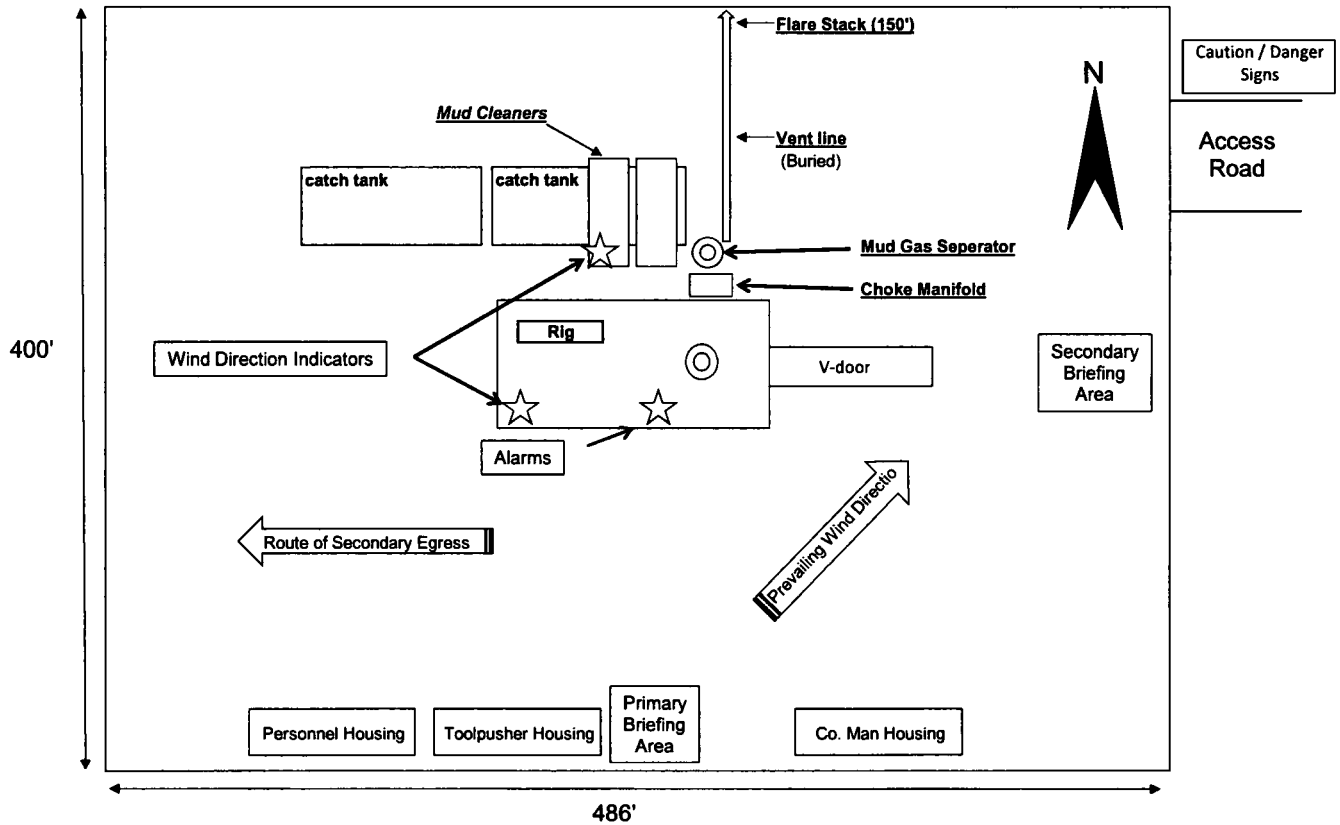 Flare Stack (150')
Caution / Danger
Signs
N
Mud Cleaners
Vent line
(Buried)
Access
Road
catch tank
catch tank
Mud Gas Seperator
Choke Manifold
Rig
400'
Wind Direction Indicators
V-door
Secondary
Briefing
Area
Alarms
Prevailing Wind Directio
Route of Secondary Egress
Primary
Briefing
Area
Personnel Housing
Toolpusher Housing
Co. Man Housing
486'